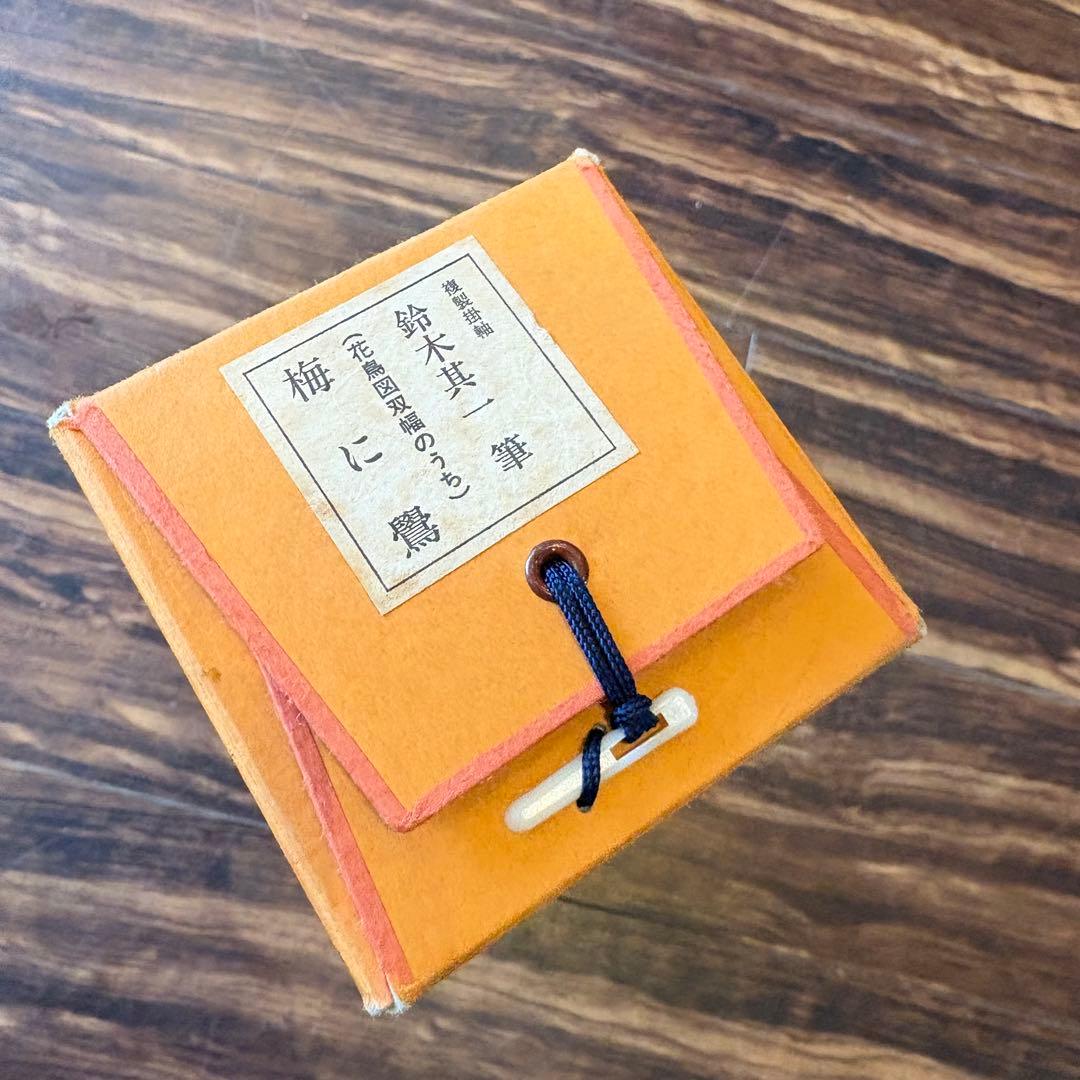 複製掛軸
鈴木其一 筆
(花鳥図双幅のうち)
梅に鶯